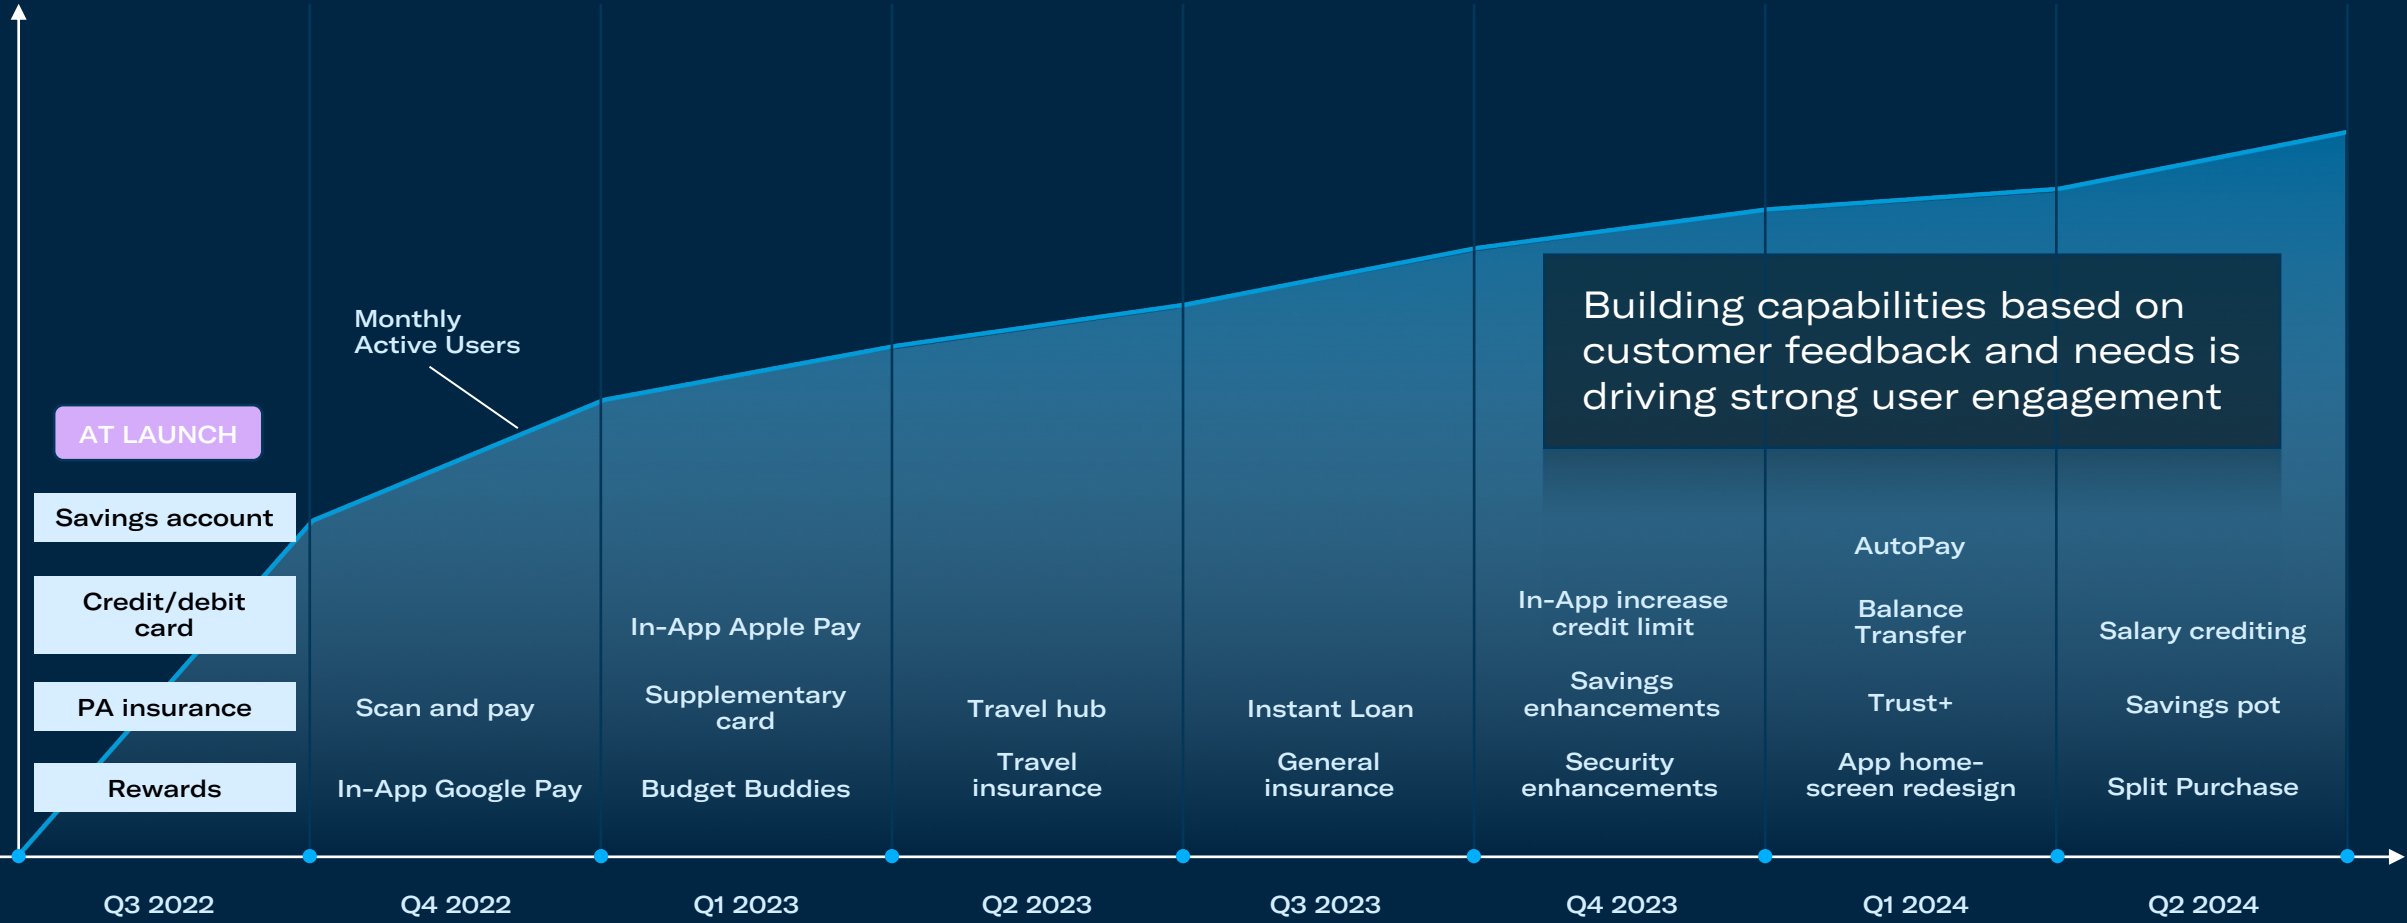 Monthly
Active Users
Building capabilities based on
customer feedback and needs is
driving strong user engagement
AT LAUNCH
Savings account
Credit/debit
card
PA insurance
Rewards
Scan and pay
In-App Google Pay
In-App Apple Pay
Supplementary
card
Budget Buddies
Travel hub
Travel
insurance
Instant Loan
General
insurance
In-App increase
credit limit
Savings
enhancements
Security
enhancements
AutoPay
Balance
Transfer
Trust+
App home-
screen redesign
Salary crediting
Savings pot
Split Purchase
Q3 2022
Q4 2022
Q1 2023
Q2 2023
Q3 2023
Q4 2023
Q1 2024
Q2 2024